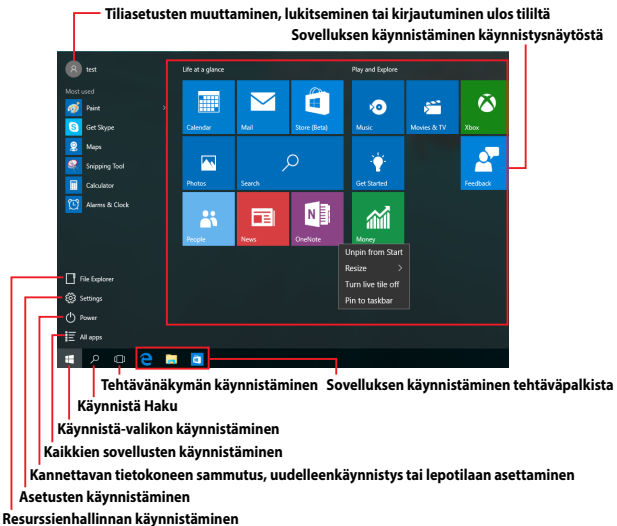 Tiliasetusten muuttaminen, lukitseminen tai kirjautuminen ulos tililtä
Sovelluksen käynnistäminen käynnistysnäytöstä
test
Life at a glance
Play and Explore
Most used
Paint
Get Skype
Maps
Snipping Tool
Calculator
Alarms & Clock
Calendar
Mail
Store (Beta)
Music
Movies & TV
Xbox
Photos
Search
Get Started
Feedback
People
News
OneNote
Money
Unpin from Start
Resize
Turn live tile off
Pin to taskbar
File Explorer
Settings
Power
All apps
Tehtävänäkymän käynnistäminen
Sovelluksen käynnistäminen tehtäväpalkista
Käynnistä Haku
Käynnistä-valikon käynnistäminen
Kaikkien sovellusten käynnistäminen
Kannettavan tietokoneen sammutus, uudelleenkäynnistys tai lepotilaan asettaminen
Asetusten käynnistäminen
Resurssienhallinnan käynnistäminen